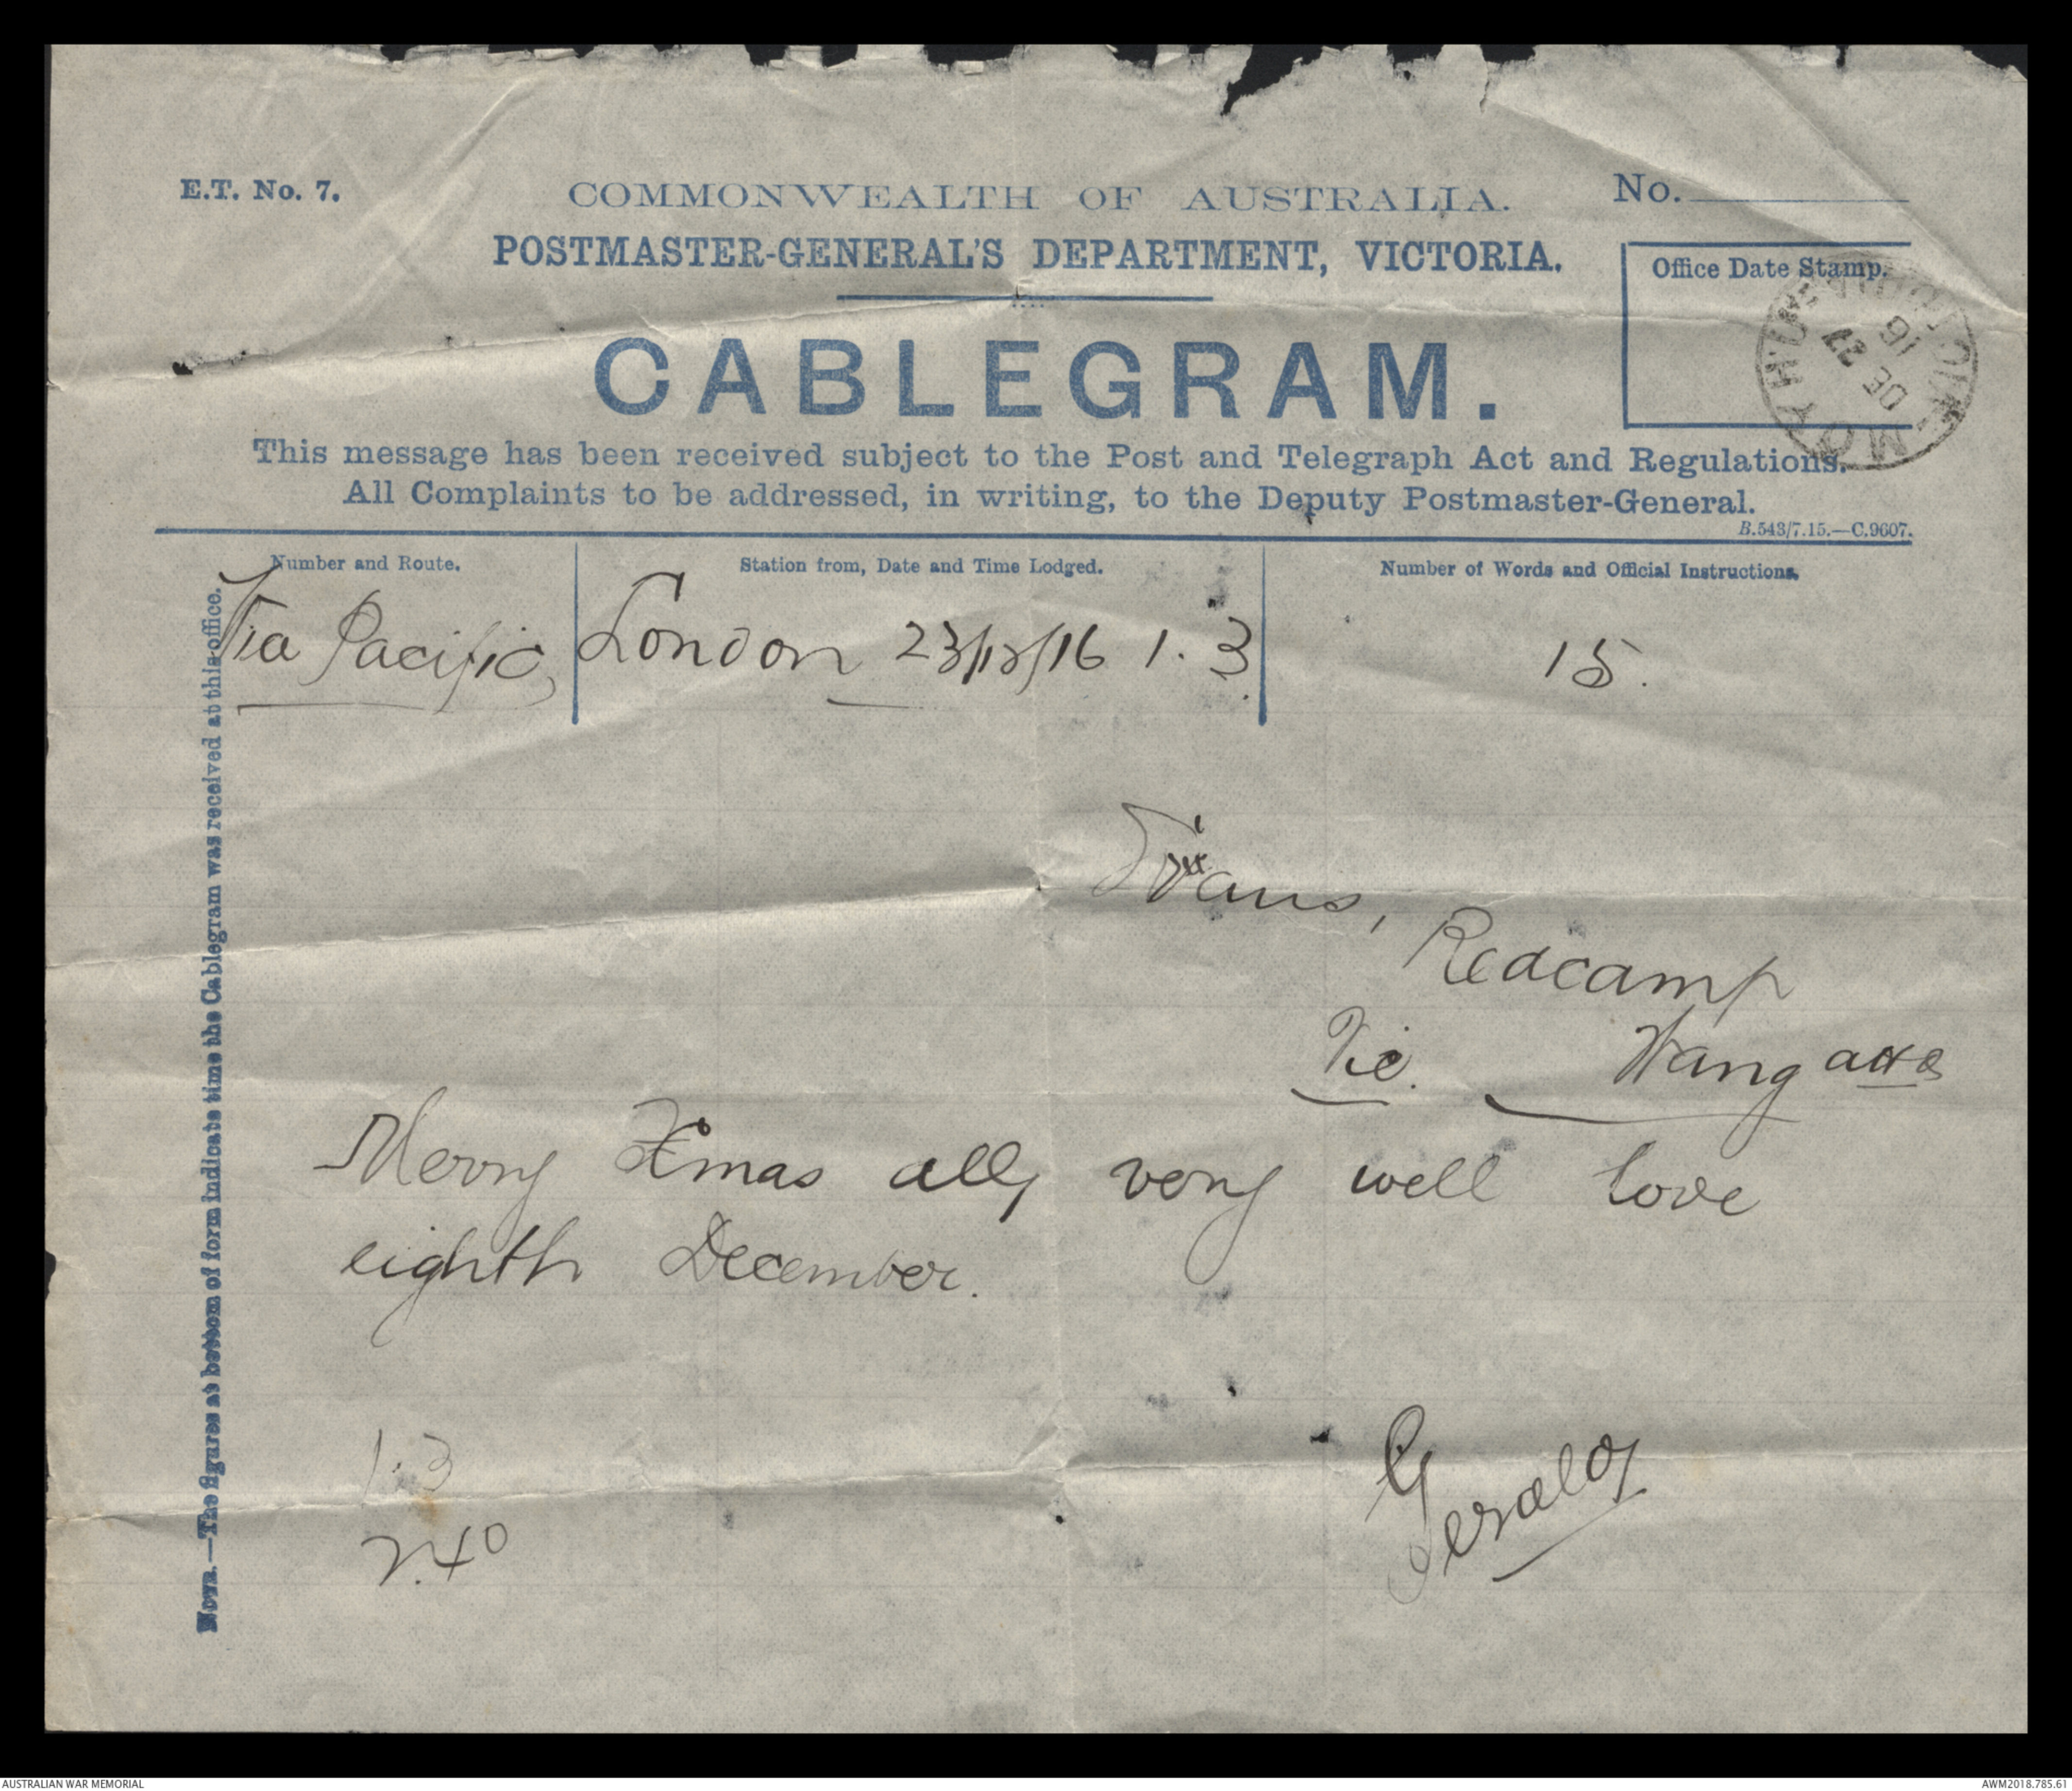 E.T. No. 7.
COMMONWEALTH OF AUSTRALIA.
No.
POSTMASTER-GENERAL'S DEPARTMENT, VICTORIA.
Office Date Stamp.
MOYHU
DE 27
16
CABLEGRAM.
This message has been received subject to the Post and Telegraph Act and Regulations.
All Complaints to be addressed, in writing, to the Deputy Postmaster-General.
B.543/7.15.—C.9607.
Number and Route.
Station from, Date and Time Lodged.
Number of Words and Official Instructions.
Via Pacific
London 23/12/16 1.3
15.
Evans,
Redcamp
Vic. Wangatta
Merry Xmas all very well love
eighth December.
1.3
2.40
Gerald
NOTE.—The figures at bottom of form indicate time the Cablegram was received at this office.
AUSTRALIAN WAR MEMORIAL
AWM2018.785.61